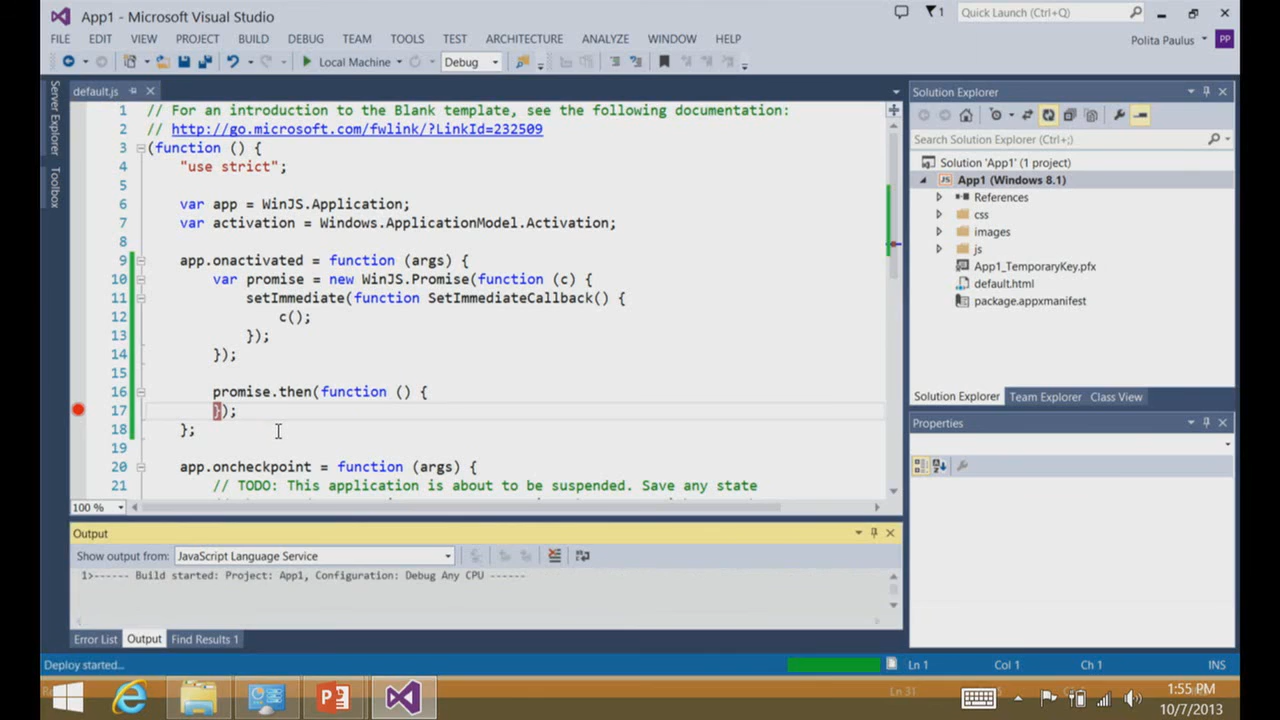 App1 - Microsoft Visual Studio
1
Quick Launch (Ctrl+Q)
FILE EDIT VIEW PROJECT BUILD DEBUG TEAM TOOLS TEST ARCHITECTURE ANALYZE WINDOW HELP
Polita Paulus PP
Local Machine Debug
Server Explorer
Toolbox
default.js
1 // For an introduction to the Blank template, see the following documentation:
2 // http://go.microsoft.com/fwlink/?LinkId=232509
3 (function () {
4 "use strict";
5
6 var app = WinJS.Application;
7 var activation = Windows.ApplicationModel.Activation;
8
9 app.onactivated = function (args) {
10 var promise = new WinJS.Promise(function (c) {
11 setImmediate(function SetImmediateCallback() {
12 c();
13 });
14 });
15
16 promise.then(function () {
17 });
18 };
19
20 app.oncheckpoint = function (args) {
21 // TODO: This application is about to be suspended. Save any state
100 %
Solution Explorer
Search Solution Explorer (Ctrl+;)
Solution 'App1' (1 project)
JS App1 (Windows 8.1)
References
css
images
js
App1_TemporaryKey.pfx
default.html
package.appxmanifest
Solution Explorer Team Explorer Class View
Properties
Output
Show output from: JavaScript Language Service
1>------ Build started: Project: App1, Configuration: Debug Any CPU ------
Error List Output Find Results 1
Deploy started...
Ln 1 Col 1 Ch 1 INS
Ln 31
1:55 PM
10/7/2013